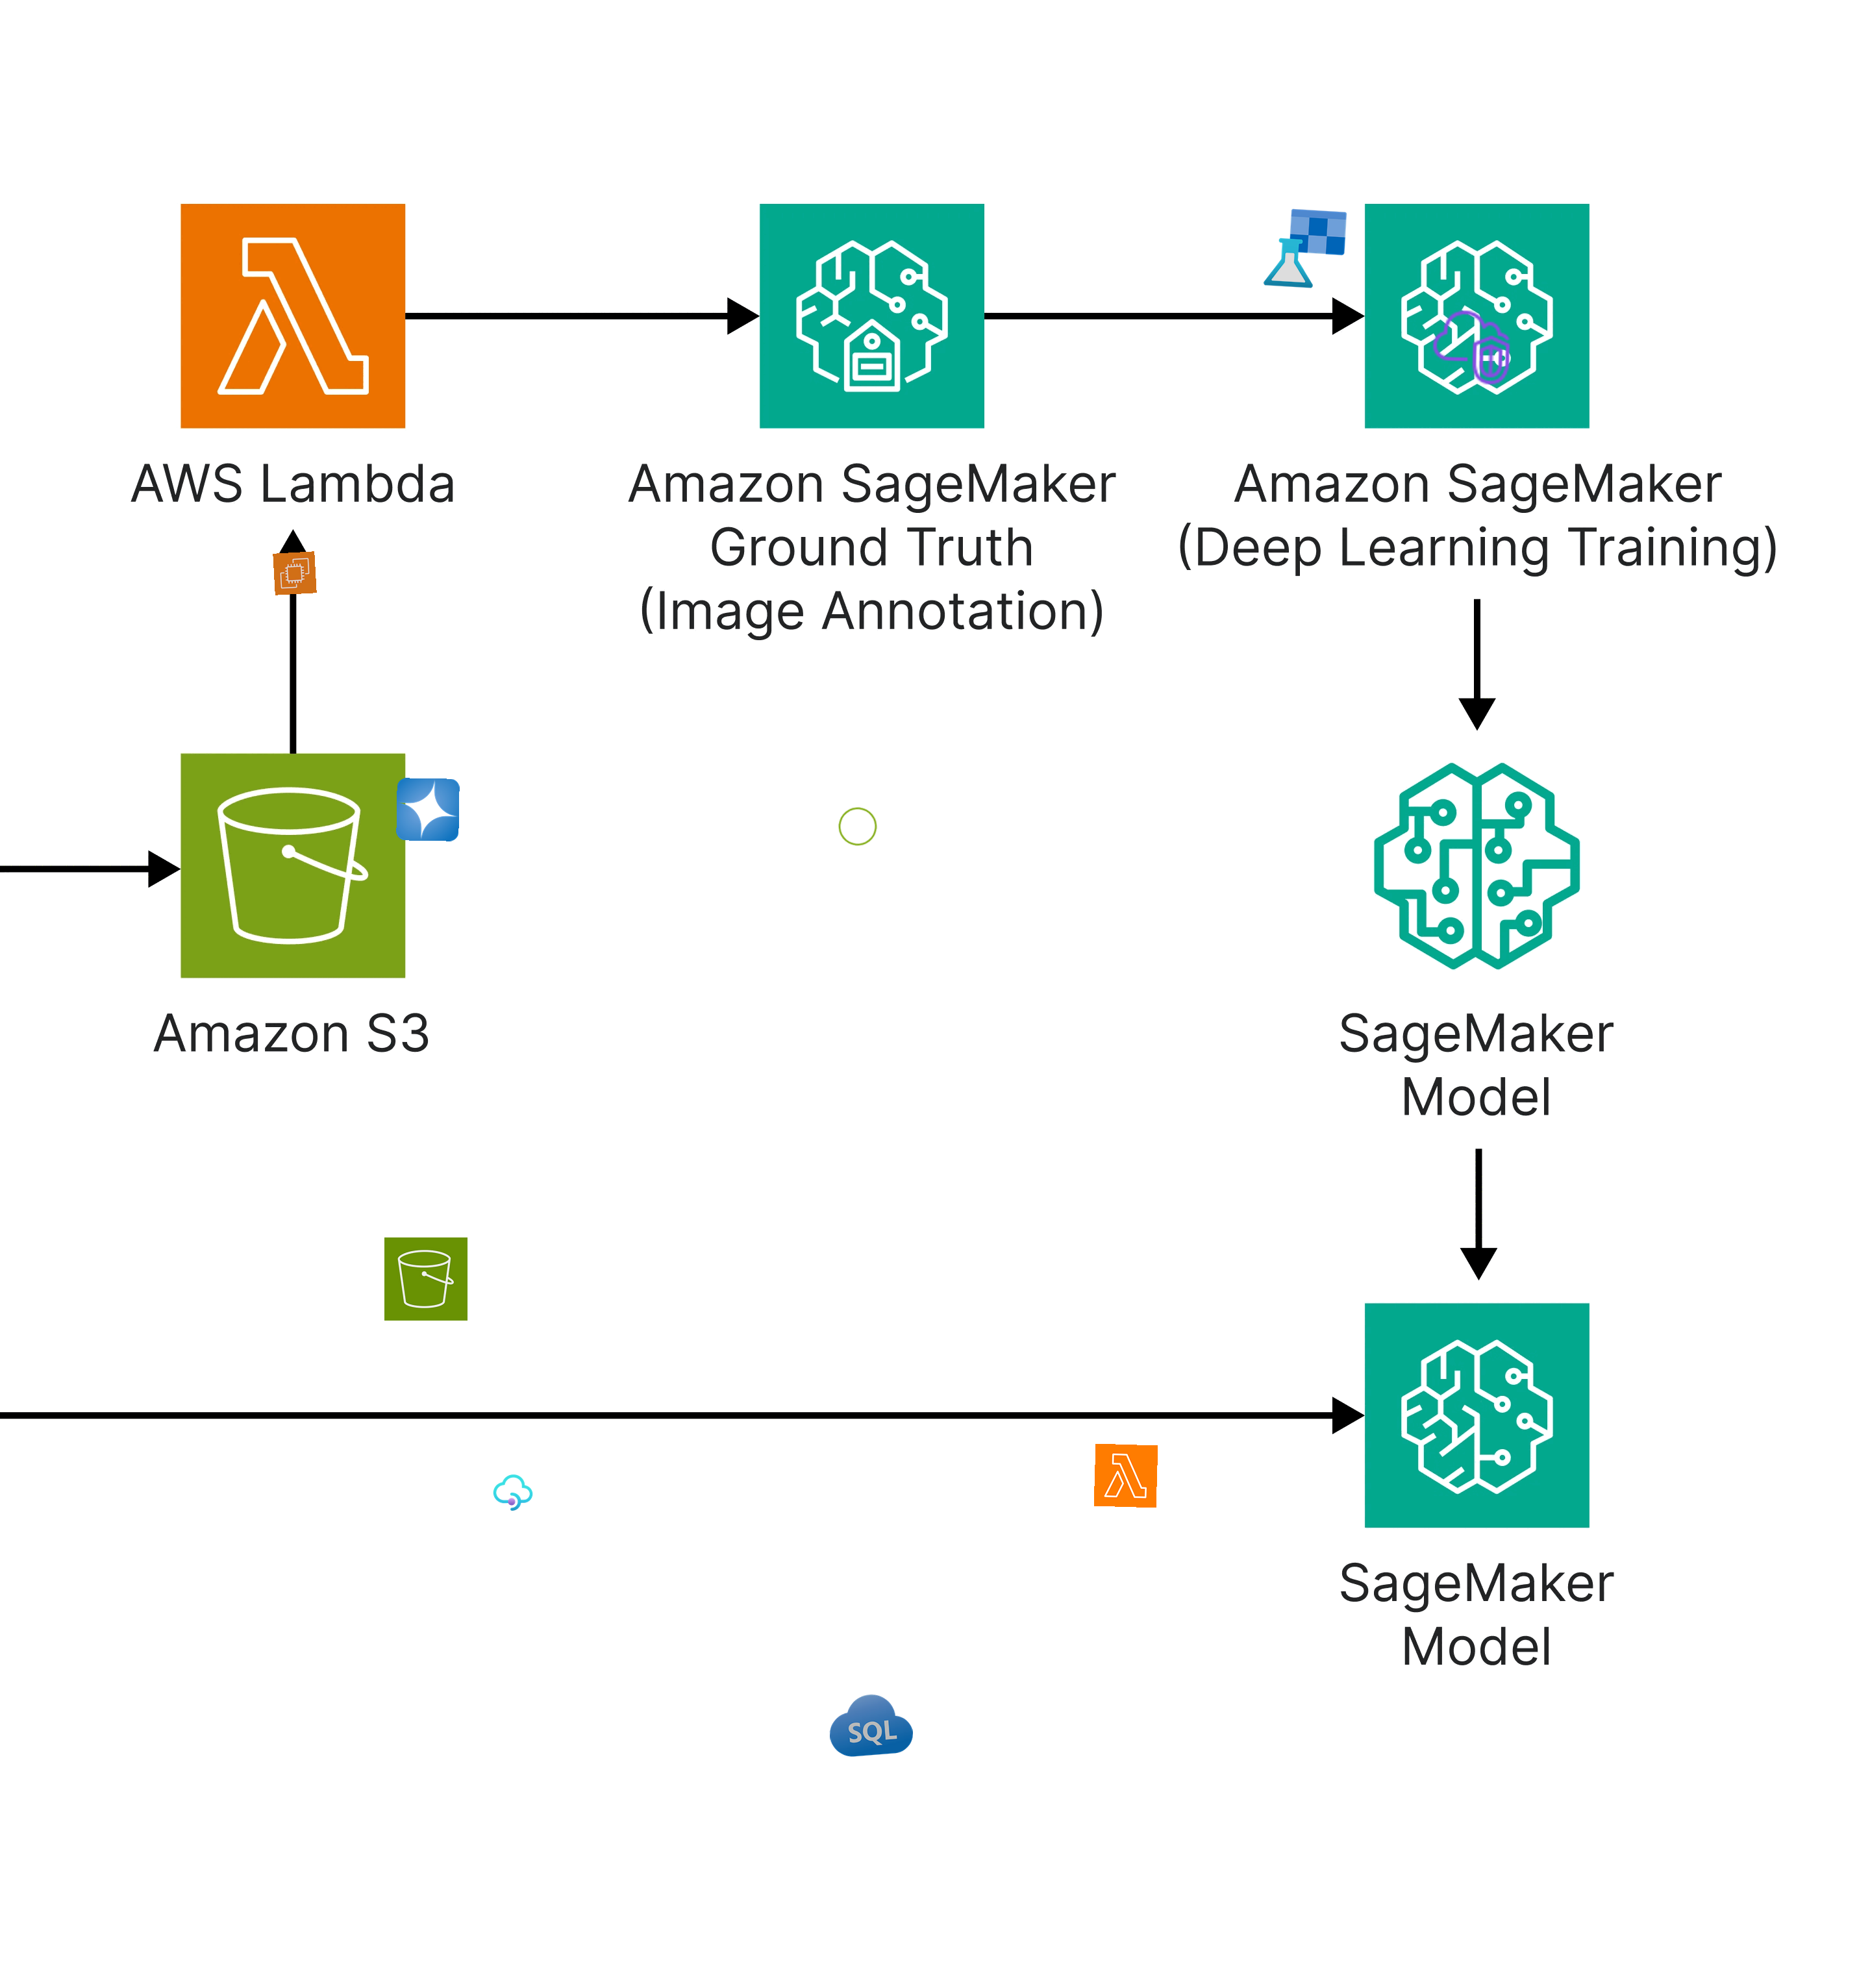 AWS Lambda
Amazon SageMaker
Ground Truth
(Image Annotation)
Amazon SageMaker
(Deep Learning Training)
Amazon S3
SageMaker
Model
SageMaker
Model
SQL